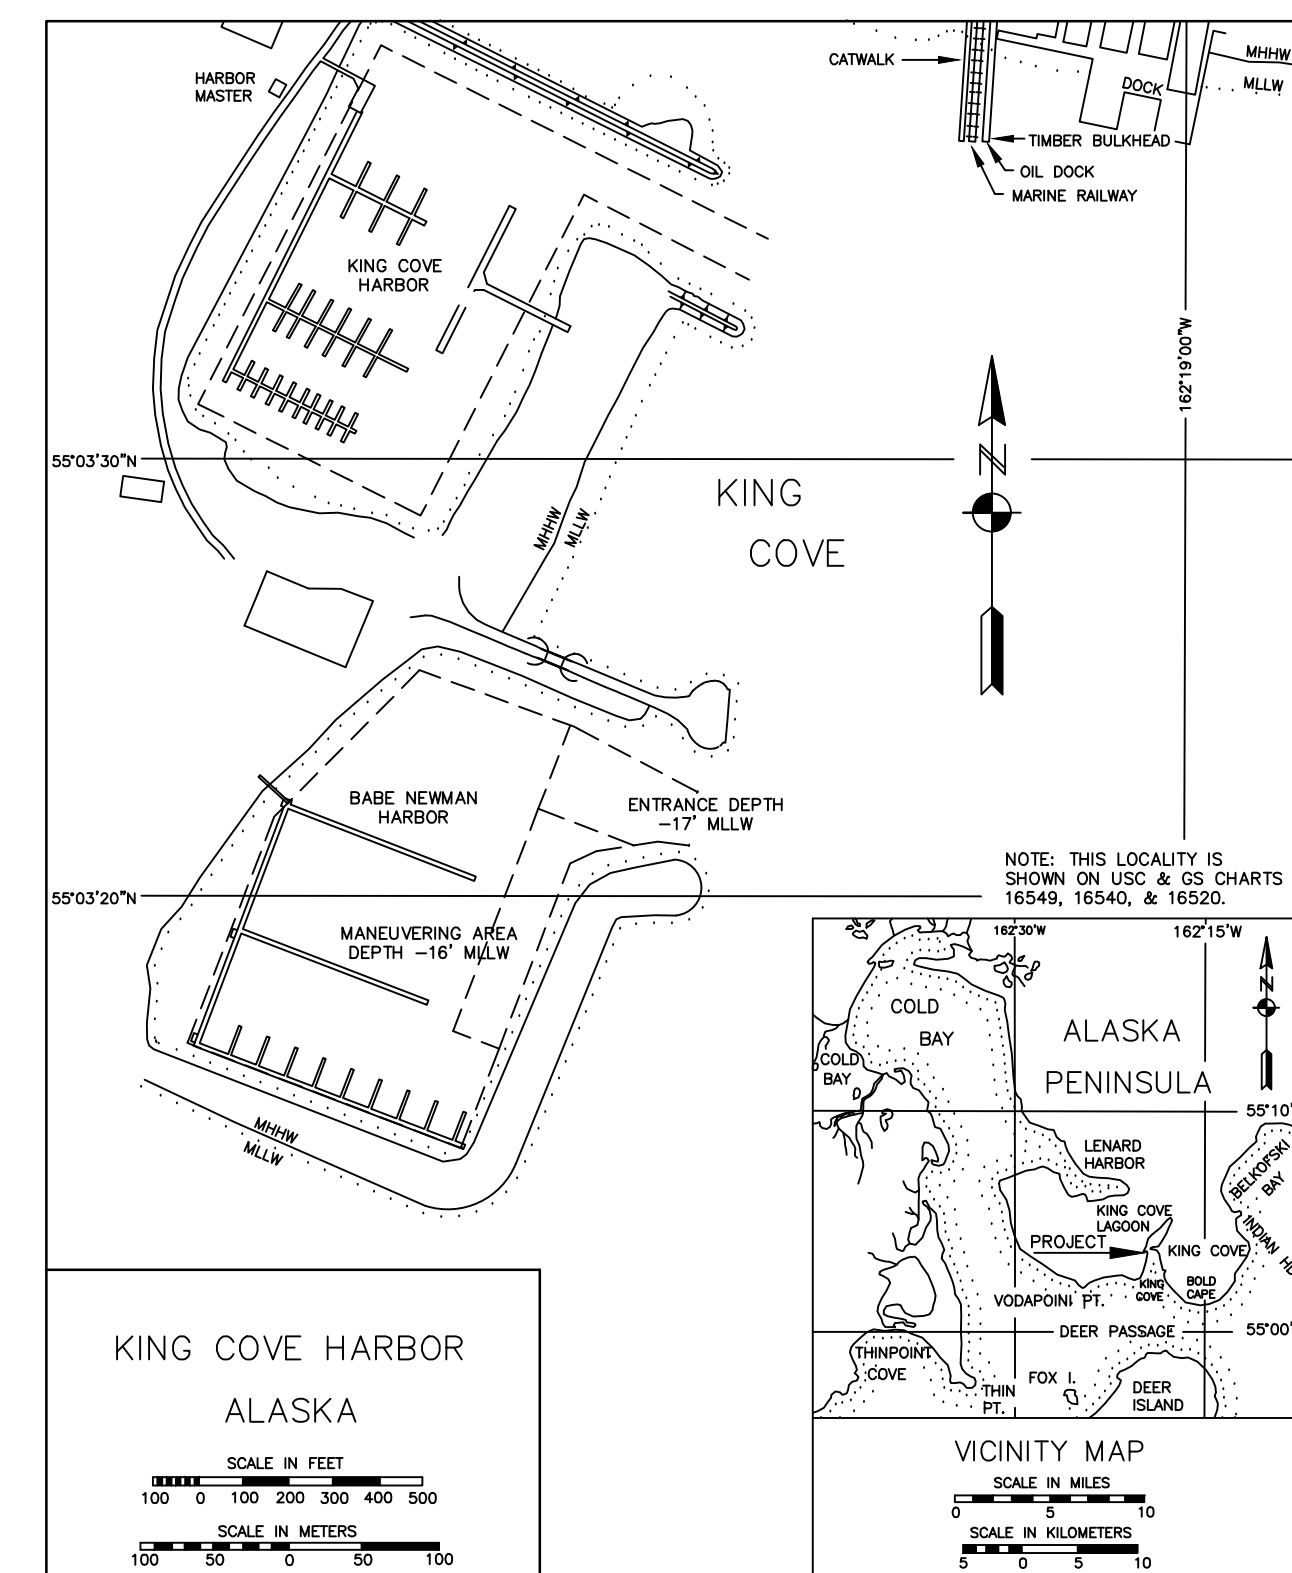 HARBOR
MASTER
CATWALK
MHHW
MLLW
DOCK
TIMBER BULKHEAD
OIL DOCK
MARINE RAILWAY
KING COVE
HARBOR
162°19'00"W
55°03'30"N
KING
COVE
N
MHHW
MLLW
BABE NEWMAN
HARBOR
ENTRANCE DEPTH
-17' MLLW
55°03'20"N
MANEUVERING AREA
DEPTH -16' MLLW
MHHW
MLLW
NOTE: THIS LOCALITY IS
SHOWN ON USC & GS CHARTS
16549, 16540, & 16520.
162°30'W
162°15'W
N
COLD
BAY
COLD
BAY
ALASKA
PENINSULA
55°10'
LENARD
HARBOR
BELKOFSKI
BAY
KING COVE
LAGOON
PROJECT
KING COVE
KING
COVE
BOLD
CAPE
VODAPOINI PT.
DEER PASSAGE
55°00'
THINPOINT
COVE
THIN
PT.
FOX I.
DEER
ISLAND
VICINITY MAP
SCALE IN MILES
0 5 10
SCALE IN KILOMETERS
5 0 5 10
KING COVE HARBOR
ALASKA
SCALE IN FEET
100 0 100 200 300 400 500
SCALE IN METERS
100 50 0 50 100